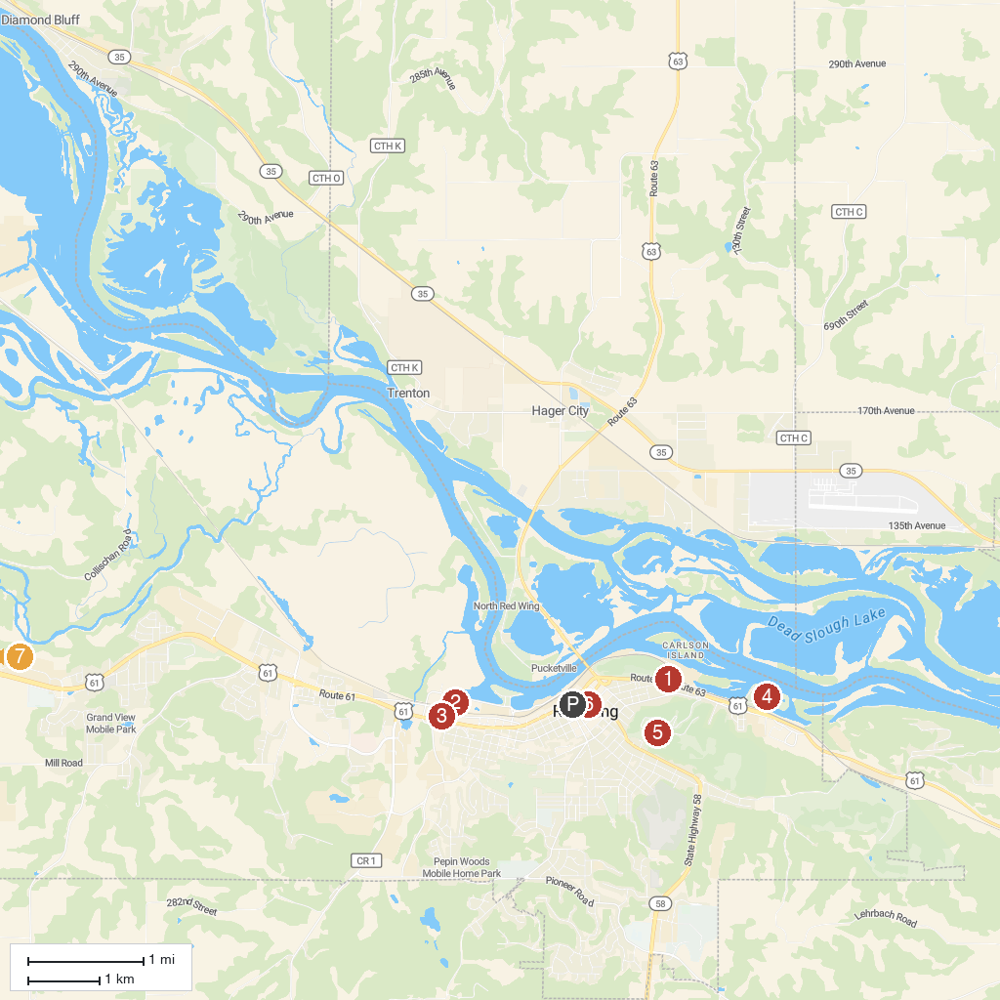 Diamond Bluff
35
290th Avenue
285th Avenue
63
290th Avenue
CTH K
35
CTH O
Route 63
290th Avenue
CTH C
730th Street
63
35
690th Street
CTH K
Trenton
Hager City
Route 63
170th Avenue
CTH C
35
35
135th Avenue
Collischan Road
North Red Wing
Dead Slough Lake
CARLSON
ISLAND
7
Pucketville
61
61
Route 61
Route 63
1
61
2
3
61
P
6
4
5
Grand View
Mobile Park
Mill Road
61
State Highway 58
CR 1
Pepin Woods
Mobile Home Park
Pioneer Road
282nd Street
58
Lehrbach Road
1 mi
1 km